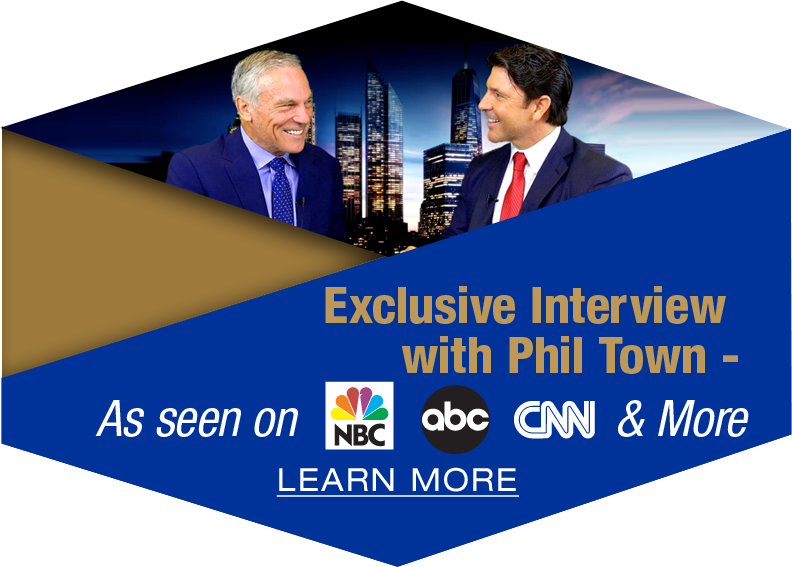 Exclusive Interview
with Phil Town -
As seen on NBC abc CNN & More
LEARN MORE